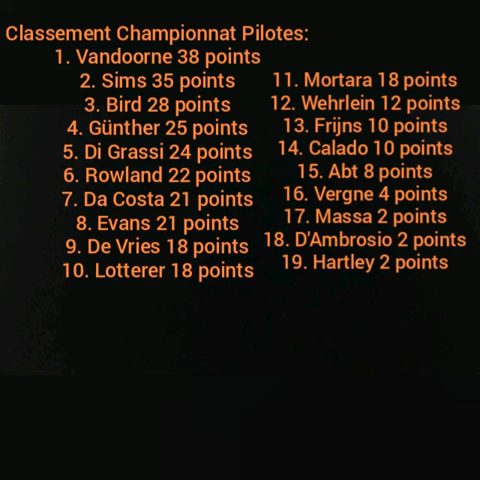 Classement Championnat Pilotes:
1. Vandoorne 38 points
2. Sims 35 points
3. Bird 28 points
4. Günther 25 points
5. Di Grassi 24 points
6. Rowland 22 points
7. Da Costa 21 points
8. Evans 21 points
9. De Vries 18 points
10. Lotterer 18 points
11. Mortara 18 points
12. Wehrlein 12 points
13. Frijns 10 points
14. Calado 10 points
15. Abt 8 points
16. Vergne 4 points
17. Massa 2 points
18. D'Ambrosio 2 points
19. Hartley 2 points